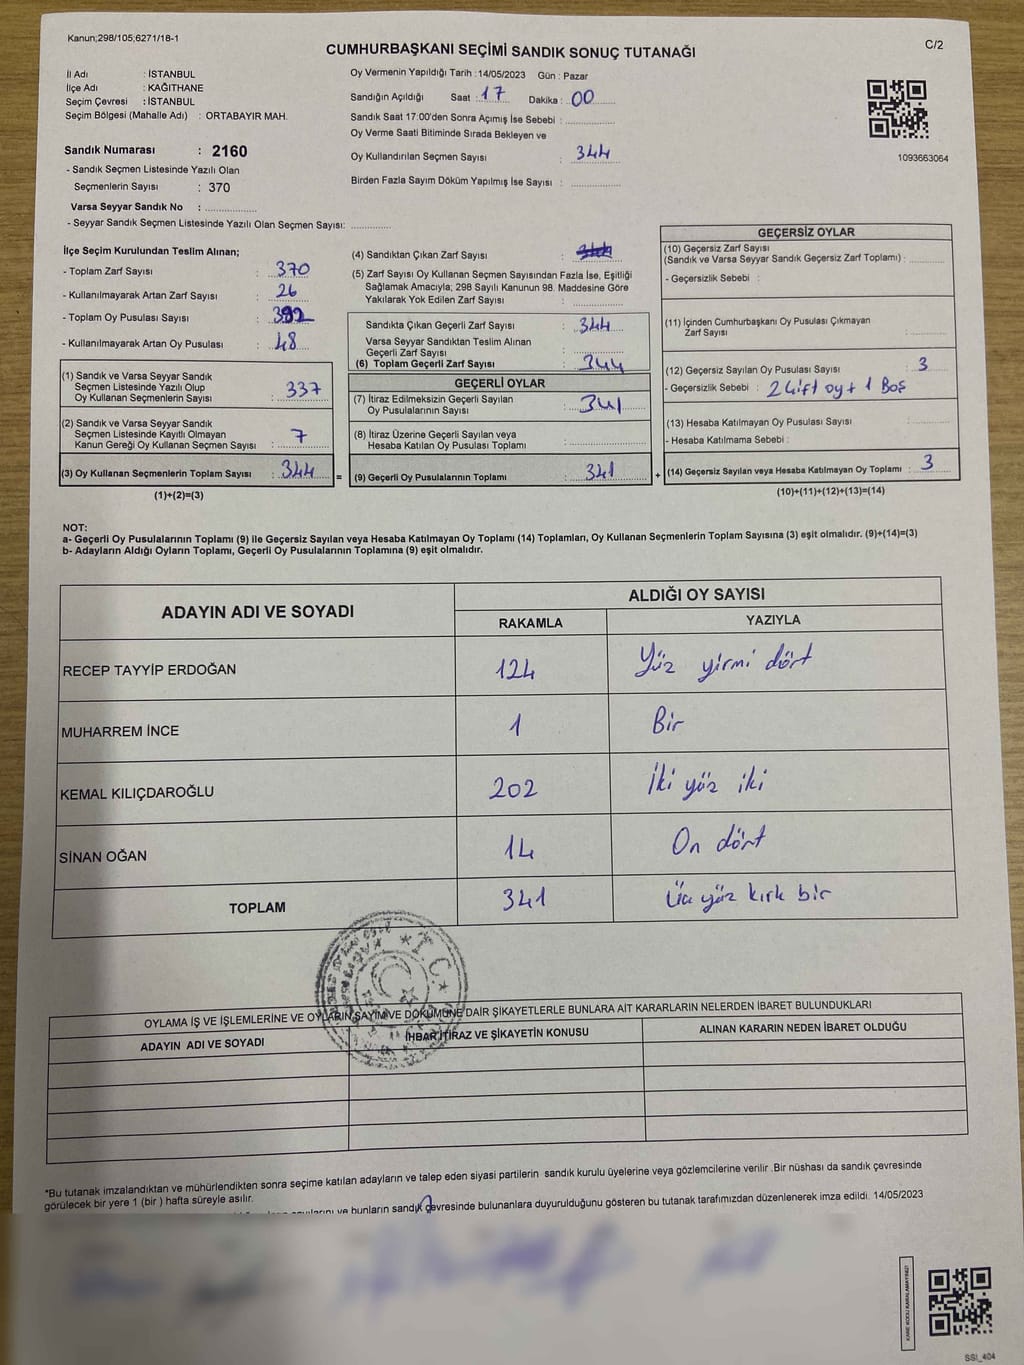 Kanun;298/105;6271/18-1
C/2
CUMHURBAŞKANI SEÇİMİ SANDIK SONUÇ TUTANAĞI
İl Adı : İSTANBUL
İlçe Adı : KAĞITHANE
Seçim Çevresi : İSTANBUL
Seçim Bölgesi (Mahalle Adı) : ORTABAYIR MAH.
Sandık Numarası : 2160
- Sandık Seçmen Listesinde Yazılı Olan
Seçmenlerin Sayısı : 370
Varsa Seyyar Sandık No :
- Seyyar Sandık Seçmen Listesinde Yazılı Olan Seçmen Sayısı:
Oy Vermenin Yapıldığı Tarih :14/05/2023 Gün : Pazar
Sandığın Açıldığı Saat : 17 Dakika : 00
Sandık Saat 17:00'den Sonra Açımış İse Sebebi :
Oy Verme Saati Bitiminde Sırada Bekleyen ve
Oy Kullandırılan Seçmen Sayısı : 344
Birden Fazla Sayım Döküm Yapılmış İse Sayısı :
1093663064
İlçe Seçim Kurulundan Teslim Alınan;
- Toplam Zarf Sayısı : 370
- Kullanılmayarak Artan Zarf Sayısı : 26
- Toplam Oy Pusulası Sayısı : 392
- Kullanılmayarak Artan Oy Pusulası : 48
(1) Sandık ve Varsa Seyyar Sandık
Seçmen Listesinde Yazılı Olup
Oy Kullanan Seçmenlerin Sayısı : 337
(2) Sandık ve Varsa Seyyar Sandık
Seçmen Listesinde Kayıtlı Olmayan
Kanun Gereği Oy Kullanan Seçmen Sayısı : 7
(3) Oy Kullanan Seçmenlerin Toplam Sayısı : 344 =
(1)+(2)=(3)
(4) Sandıktan Çıkan Zarf Sayısı : 344
(5) Zarf Sayısı Oy Kullanan Seçmen Sayısından Fazla İse, Eşitliği
Sağlamak Amacıyla; 298 Sayılı Kanunun 98. Maddesine Göre
Yakılarak Yok Edilen Zarf Sayısı :
Sandıkta Çıkan Geçerli Zarf Sayısı : 344
Varsa Seyyar Sandıktan Teslim Alınan
Geçerli Zarf Sayısı :
(6) Toplam Geçerli Zarf Sayısı : 344
GEÇERLİ OYLAR
(7) İtiraz Edilmeksizin Geçerli Sayılan
Oy Pusulalarının Sayısı : 341
(8) İtiraz Üzerine Geçerli Sayılan veya
Hesaba Katılan Oy Pusulası Toplamı :
(9) Geçerli Oy Pusulalarının Toplamı : 341 +
GEÇERSİZ OYLAR
(10) Geçersiz Zarf Sayısı
(Sandık ve Varsa Seyyar Sandık Geçersiz Zarf Toplamı) :
- Geçersizlik Sebebi :
(11) İçinden Cumhurbaşkanı Oy Pusulası Çıkmayan
Zarf Sayısı :
(12) Geçersiz Sayılan Oy Pusulası Sayısı : 3
- Geçersizlik Sebebi : 2 Çift oy + 1 Boş
(13) Hesaba Katılmayan Oy Pusulası Sayısı :
- Hesaba Katılmama Sebebi :
(14) Geçersiz Sayılan veya Hesaba Katılmayan Oy Toplamı : 3
(10)+(11)+(12)+(13)=(14)
NOT:
a- Geçerli Oy Pusulalarının Toplamı (9) ile Geçersiz Sayılan veya Hesaba Katılmayan Oy Toplamı (14) Toplamları, Oy Kullanan Seçmenlerin Toplam Sayısına (3) eşit olmalıdır. (9)+(14)=(3)
b- Adayların Aldığı Oyların Toplamı, Geçerli Oy Pusulalarının Toplamına (9) eşit olmalıdır.
ADAYIN ADI VE SOYADI
ALDIĞI OY SAYISI
RAKAMLA YAZIYLA
RECEP TAYYİP ERDOĞAN 124 Yüz yirmi dört
MUHARREM İNCE 1 Bir
KEMAL KILIÇDAROĞLU 202 İki yüz iki
SİNAN OĞAN 14 On dört
TOPLAM 341 Üç yüz kırk bir
T.C.
OYLAMA İŞ VE İŞLEMLERİNE VE OYLARIN SAYIM VE DÖKÜMÜNE DAİR ŞİKAYETLERLE BUNLARA AİT KARARLARIN NELERDEN İBARET BULUNDUKLARI
ADAYIN ADI VE SOYADI İHBAR İTİRAZ VE ŞİKAYETİN KONUSU ALINAN KARARIN NEDEN İBARET OLDUĞU
*Bu tutanak imzalandıktan ve mühürlendikten sonra seçime katılan adayların ve talep eden siyasi partilerin sandık kurulu üyelerine veya gözlemcilerine verilir .Bir nüshası da sandık çevresinde
görülecek bir yere 1 (bir ) hafta süreyle asılır.
ve bunların sandık çevresinde bulunanlara duyurulduğunu gösteren bu tutanak tarafımızdan düzenlenerek imza edildi. 14/05/2023
KARE KODU KARALAMAYINIZ!
SSI_404